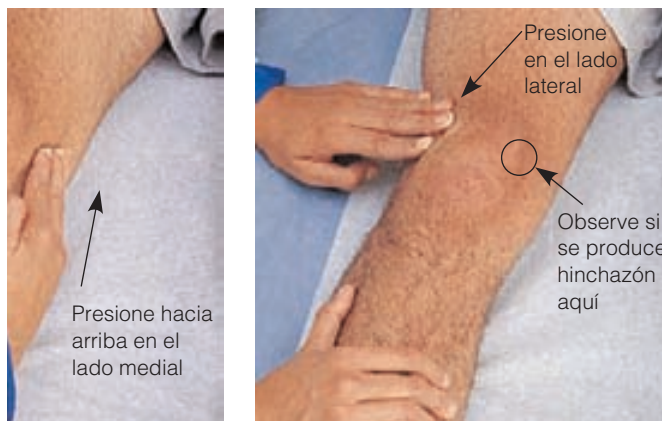 Presione hacia
arriba en el
lado medial
Presione
en el lado
lateral
Observe si
se produce
hinchazón
aquí